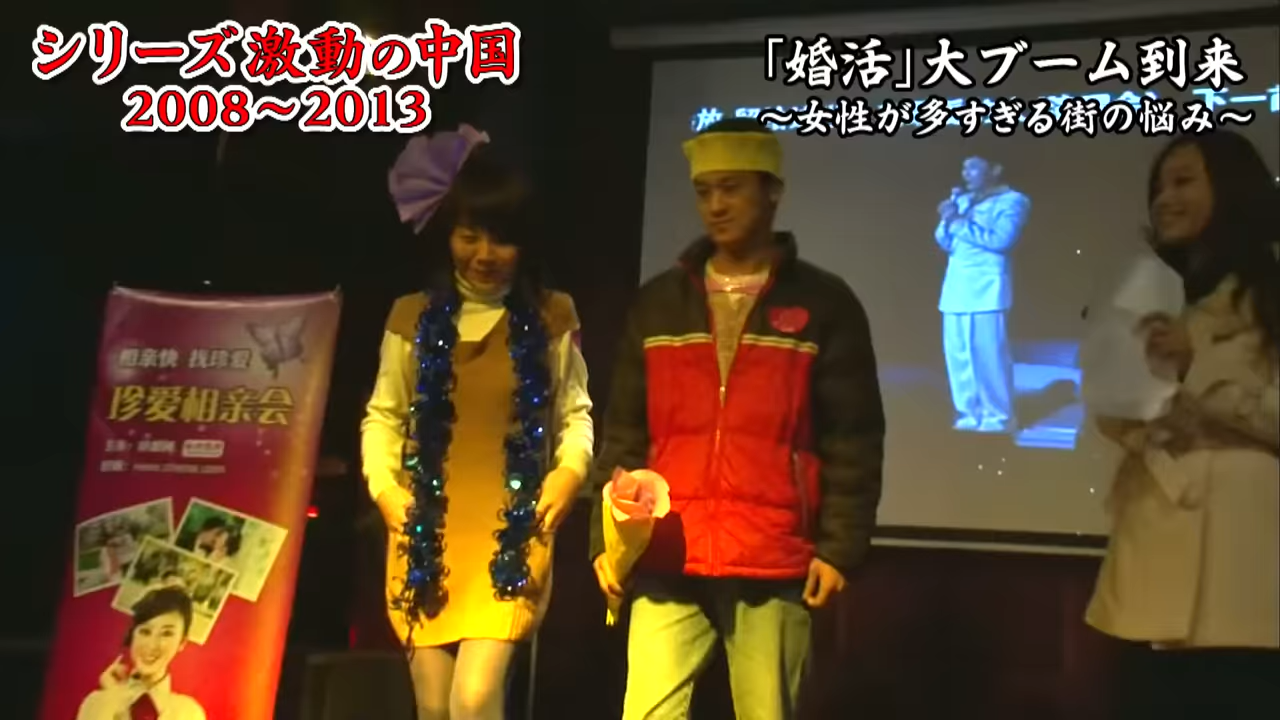 シリーズ激動の中国
2008～2013
「婚活」大ブーム到来
～女性が多すぎる街の悩み～
相亲快 找珍爱
珍爱相亲会